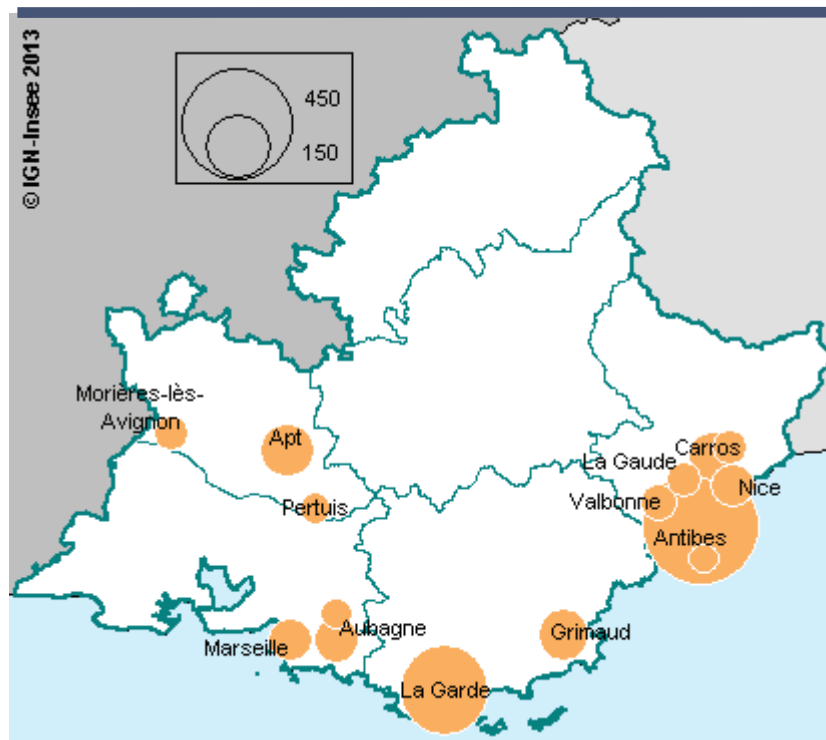 © IGN-Insee 2013
450
150
Morières-lès-
Avignon
Apt
Pertuis
Carros
La Gaude
Nice
Valbonne
Antibes
Marseille
Aubagne
Grimaud
La Garde